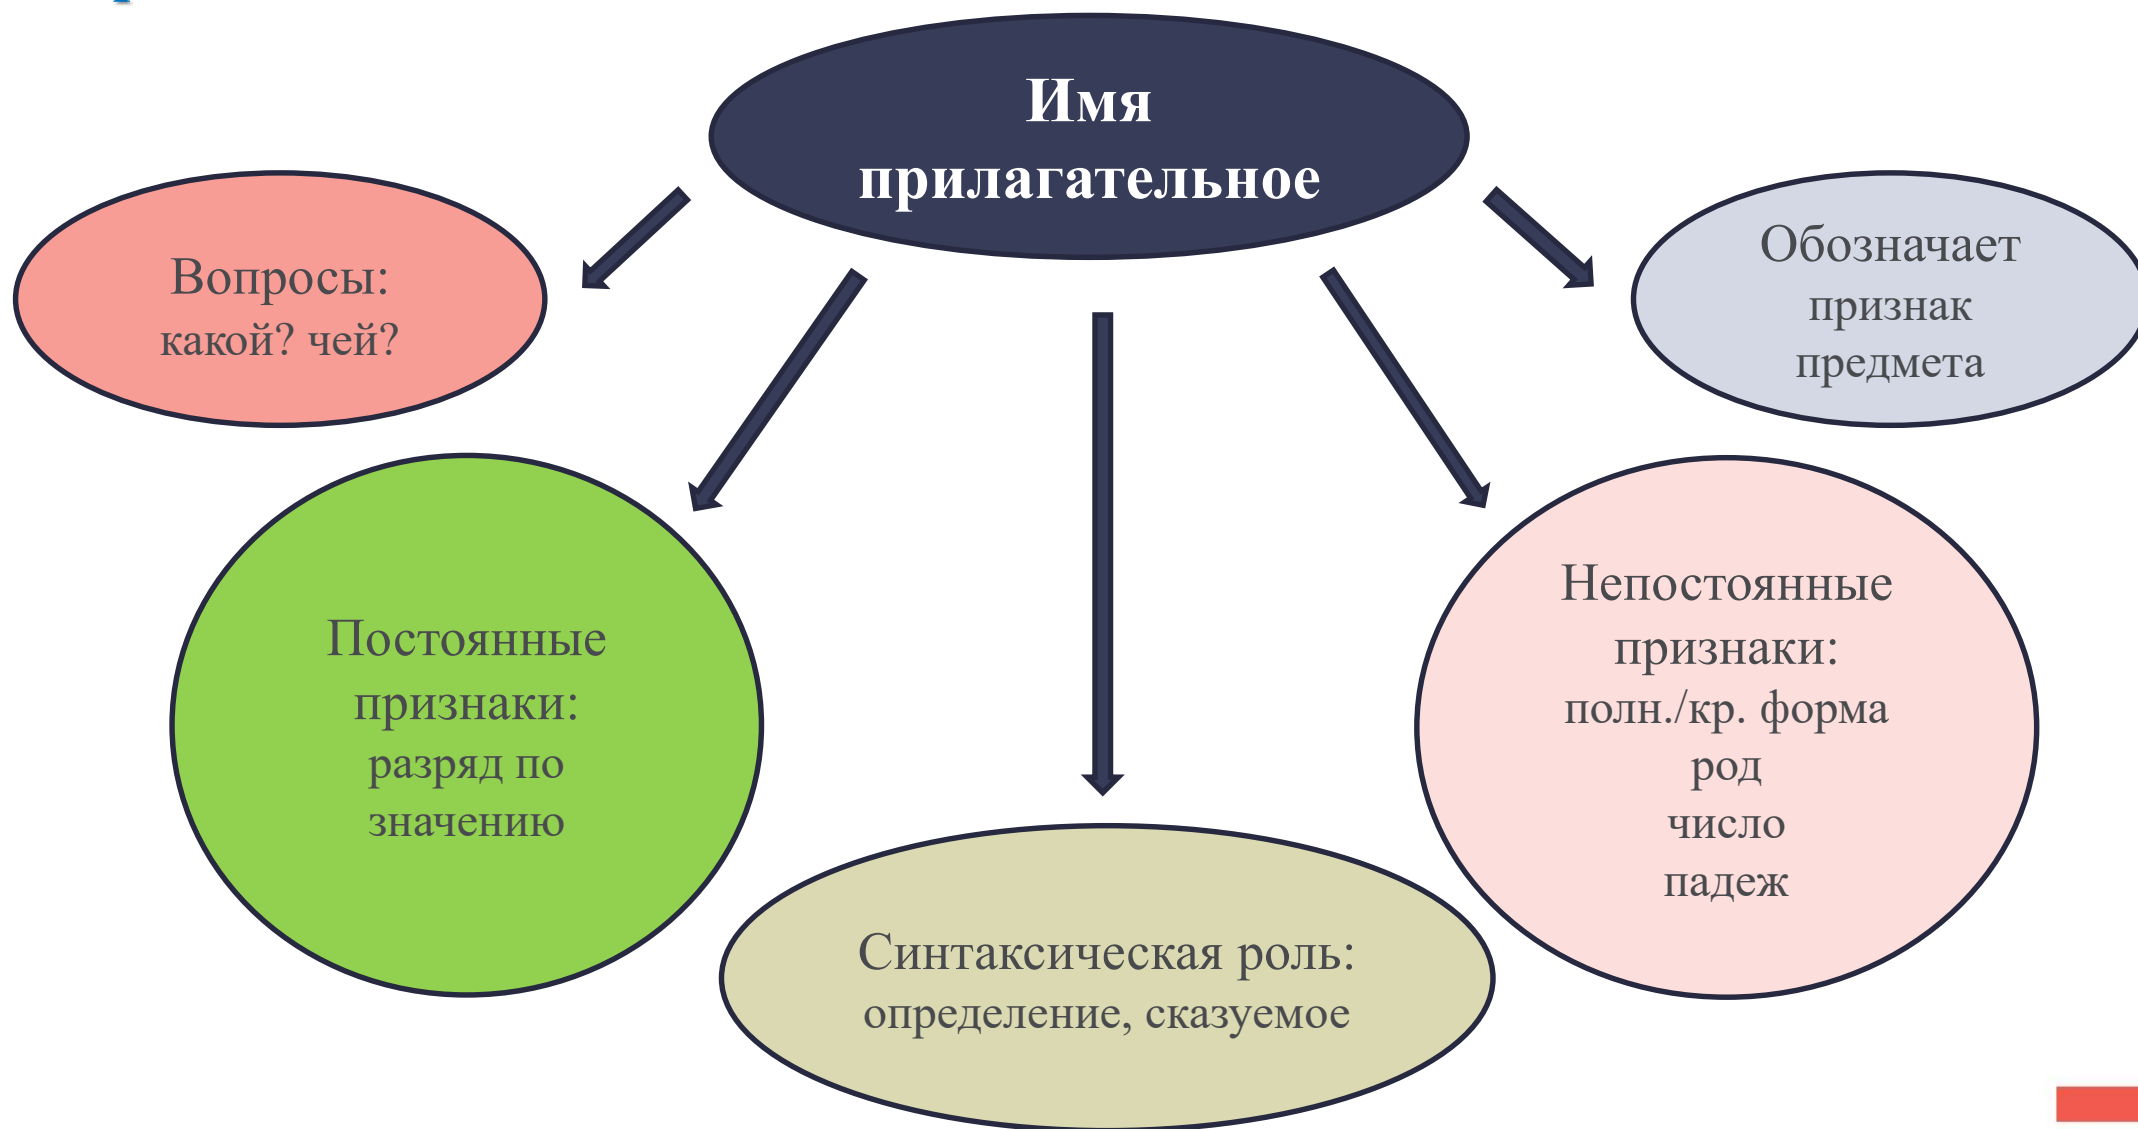 Имя
прилагательное
Вопросы:
какой? чей?
Обозначает
признак
предмета
Постоянные
признаки:
разряд по
значению
Непостоянные
признаки:
полн./кр. форма
род
число
падеж
Синтаксическая роль:
определение, сказуемое